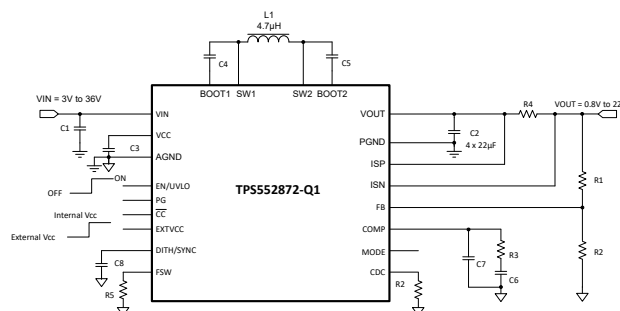 L1
4.7µH
C4
C5
BOOT1 SW1 SW2 BOOT2
VIN = 3V to 36V
VIN
VOUT
R4
VOUT = 0.8V to 22
C1
VCC
C2
4 x 22µF
PGND
C3
AGND
ISP
ON
OFF
EN/UVLO
TPS552872-Q1
ISN
R1
PG
FB
Internal Vcc
CC
External Vcc
EXTVCC
COMP
R3
R2
DITH/SYNC
MODE
C7
C6
C8
FSW
CDC
R5
R2